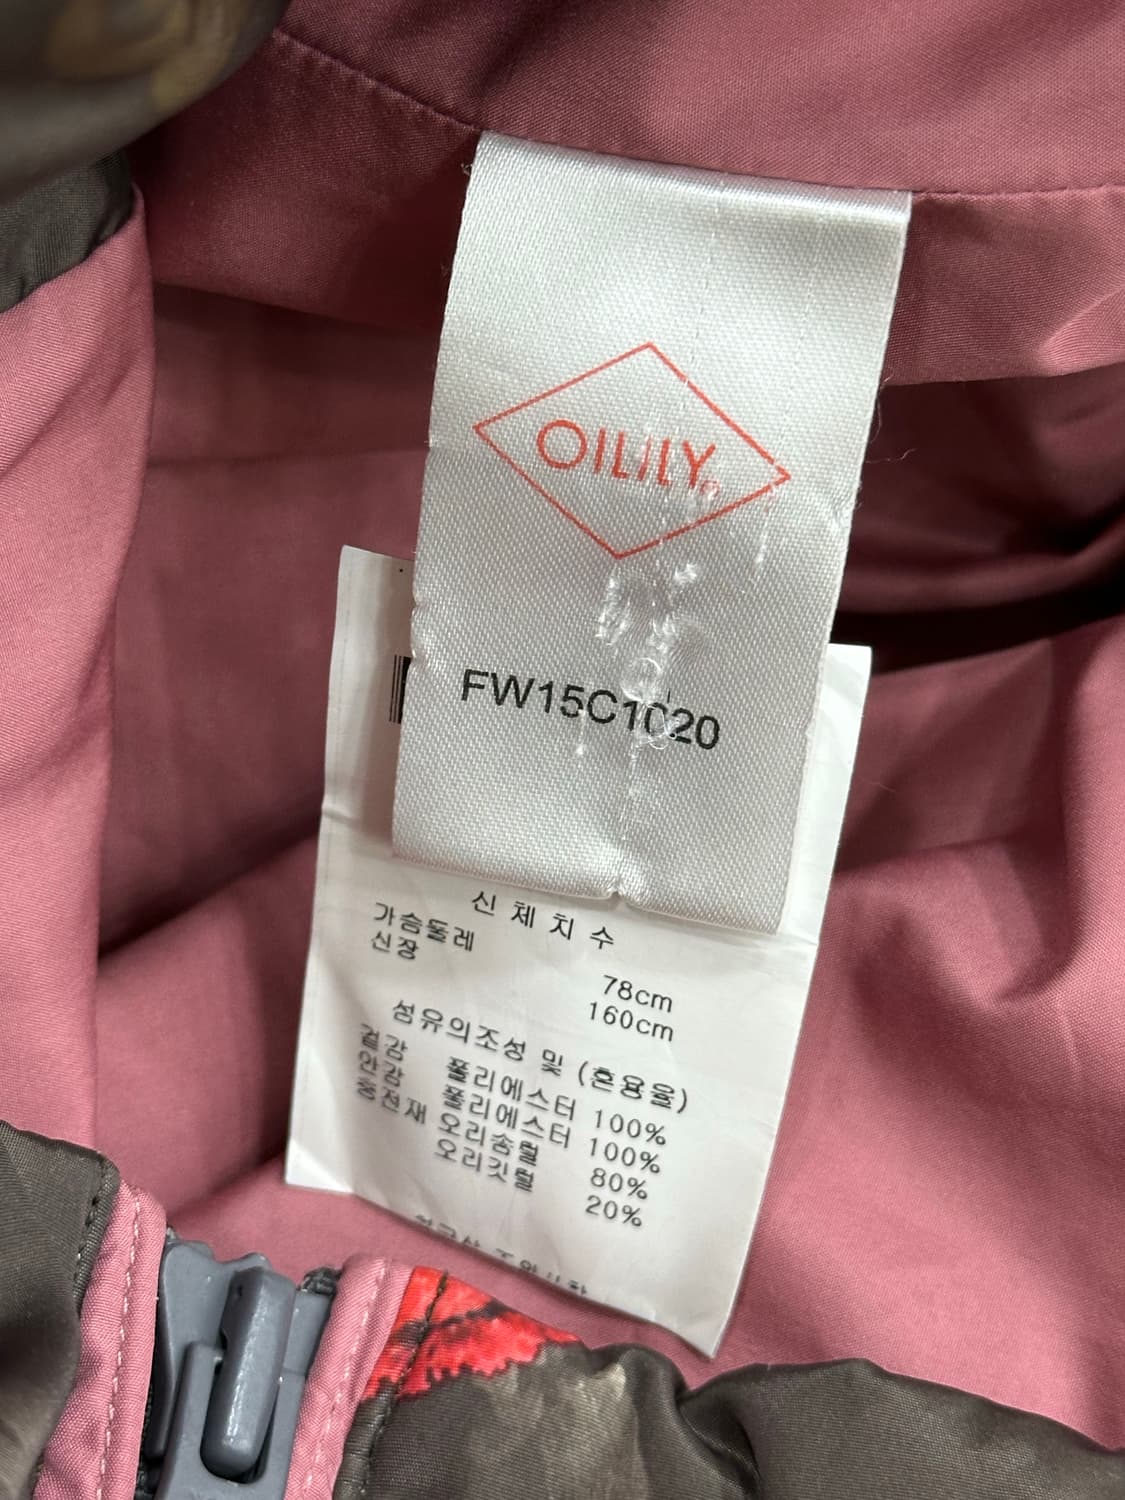 OILILY®
FW15C1020
신체치수
가슴둘레 78cm
신장 160cm
섬유의조성 및 (혼용율)
겉감 폴리에스터 100%
안감 폴리에스터 100%
충전재 오리솜털 80%
오리깃털 20%